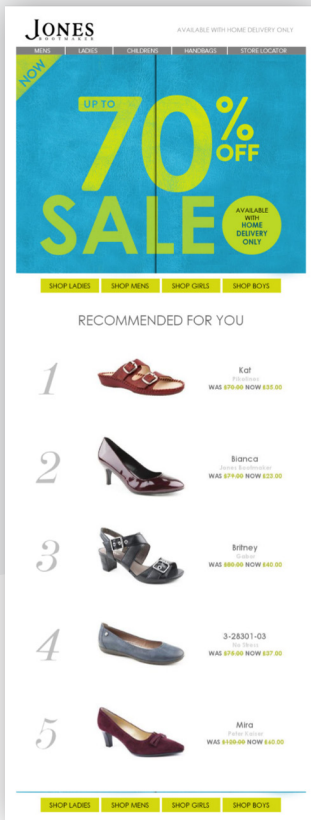 JONES
BOOTMAKER
AVAILABLE WITH HOME DELIVERY ONLY
MENS LADIES CHILDRENS HANDBAGS STORE LOCATOR
NOW
UP TO
70% OFF
SALE
AVAILABLE
WITH
HOME
DELIVERY
ONLY
SHOP LADIES SHOP MENS SHOP GIRLS SHOP BOYS
RECOMMENDED FOR YOU
1
Kat
Pikolinos
WAS £70.00 NOW £35.00
2
Bianca
Jones Bootmaker
WAS £79.00 NOW £23.00
3
Britney
Gabor
WAS £80.00 NOW £40.00
4
3-28301-03
WAS £75.00 NOW £37.00
5
Mira
Peter Kaiser
WAS NOW £60.00
SHOP LADIES SHOP MENS SHOP GIRLS SHOP BOYS